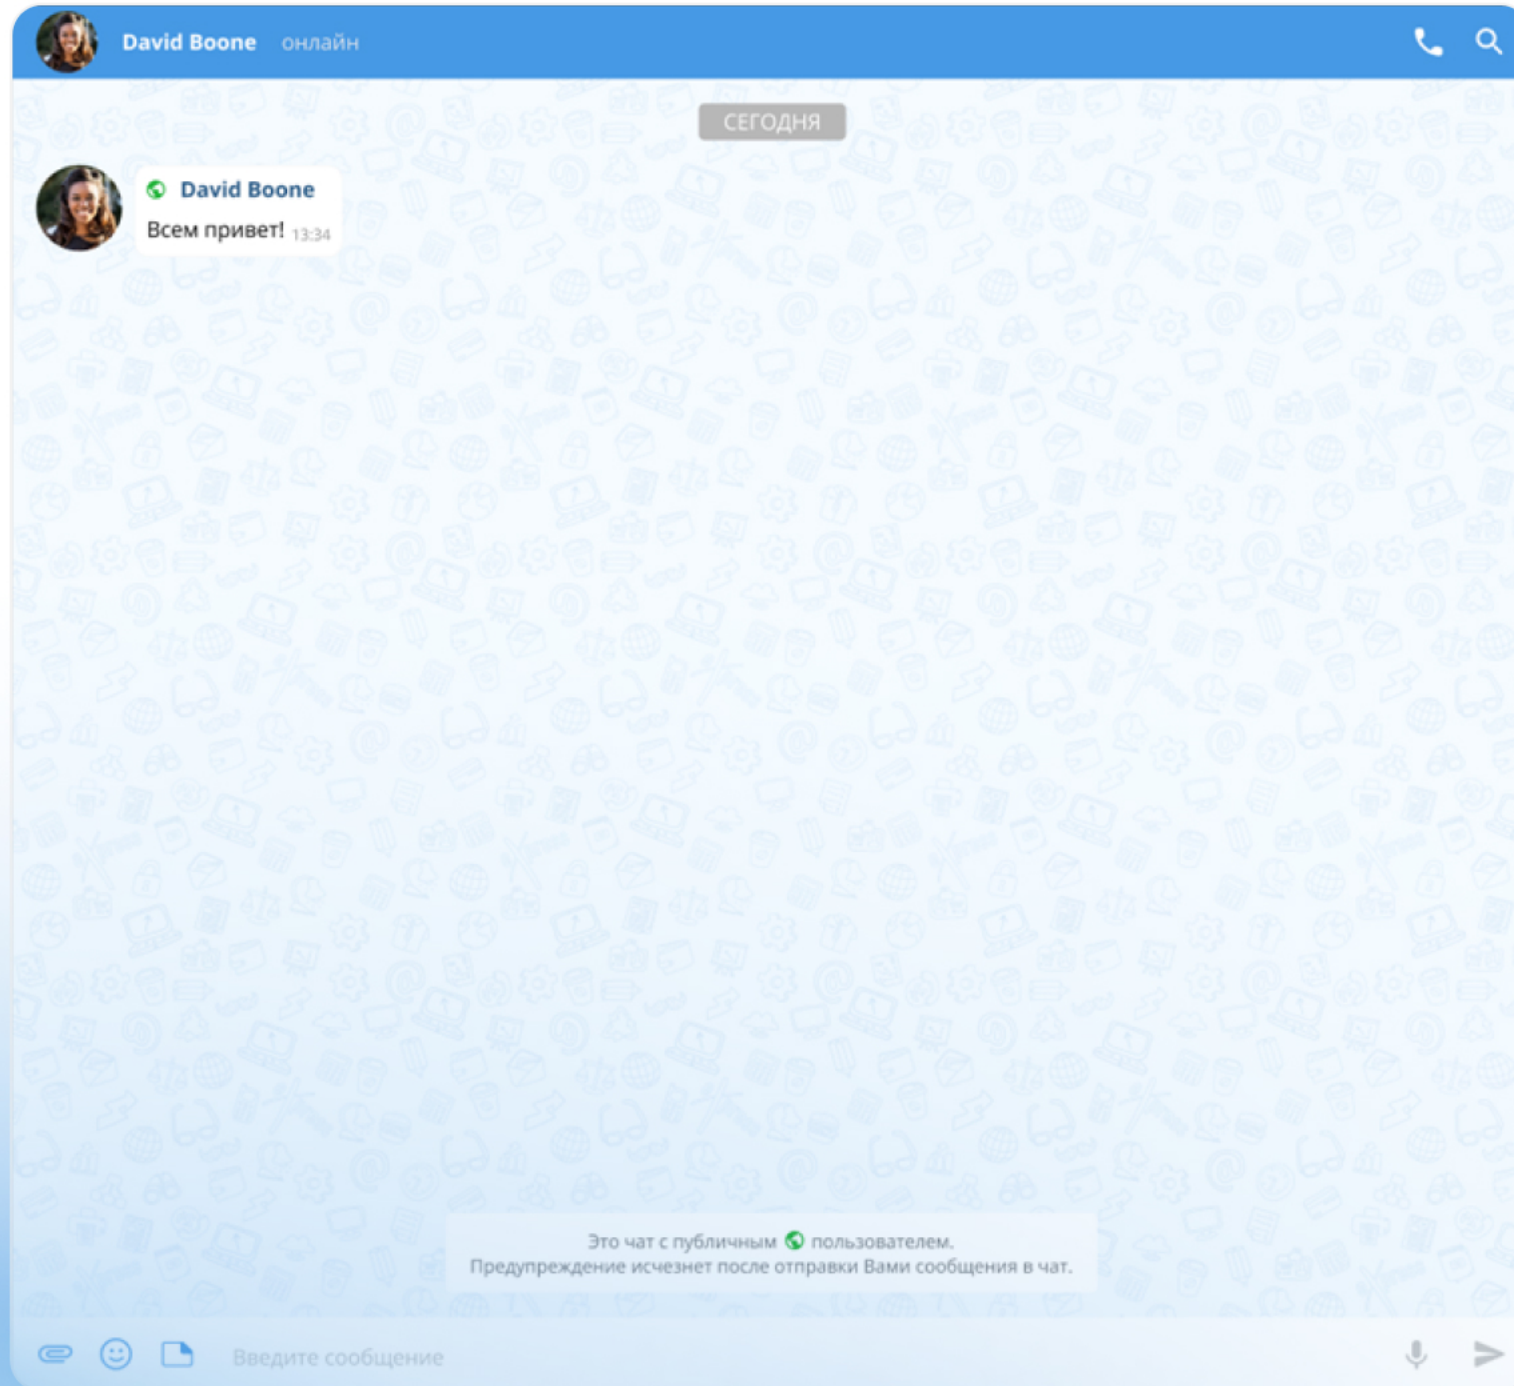 David Boone онлайн
СЕГОДНЯ
David Boone
Всем привет! 13:34
Это чат с публичным пользователем.
Предупреждение исчезнет после отправки Вами сообщения в чат.
Введите сообщение